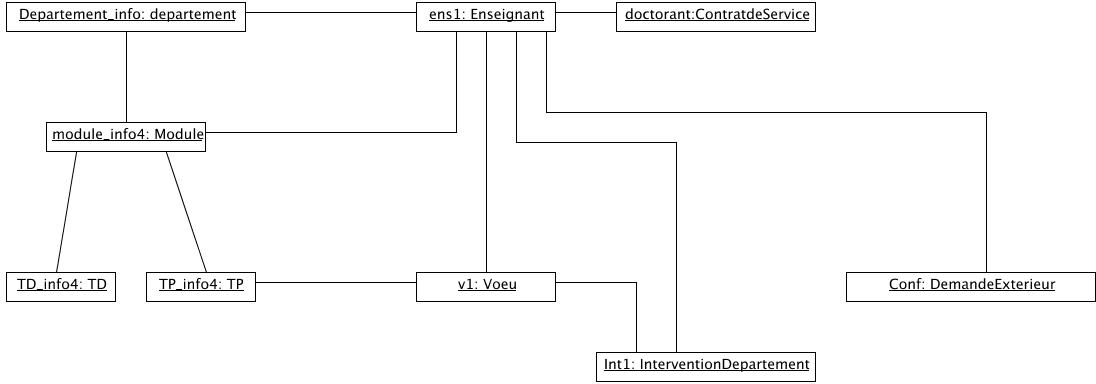 Departement_info: departement
ens1: Enseignant
doctorant:ContratdeService
module_info4: Module
TD_info4: TD
TP_info4: TP
v1: Voeu
Conf: DemandeExterieur
Int1: InterventionDepartement